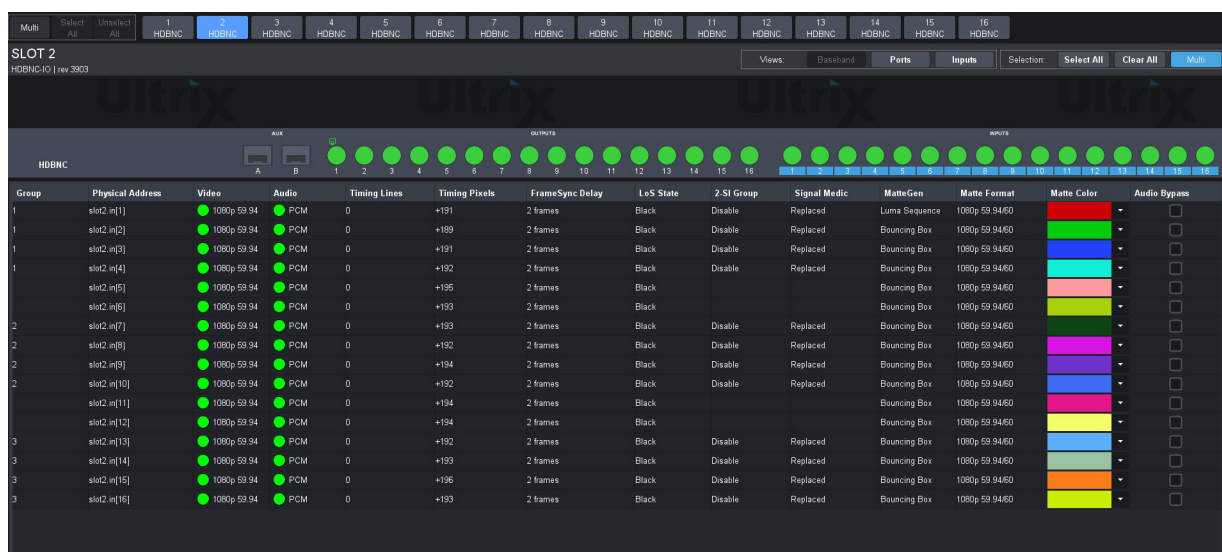 Multi Select All Unselect All 1 HDBNC 2 HDBNC 3 HDBNC 4 HDBNC 5 HDBNC 6 HDBNC 7 HDBNC 8 HDBNC 9 HDBNC 10 HDBNC 11 HDBNC 12 HDBNC 13 HDBNC 14 HDBNC 15 HDBNC 16 HDBNC
SLOT 2
HDBNC-IO | rev 3903
Views: Baseband Ports Inputs Selection: Select All Clear All Multi
Ultrix Ultrix Ultrix Ultrix
AUX OUTPUTS INPUTS
HDBNC
A B 1 2 3 4 5 6 7 8 9 10 11 12 13 14 15 16 1 2 3 4 5 6 7 8 9 10 11 12 13 14 15 16
Group Physical Address Video Audio Timing Lines Timing Pixels FrameSync Delay LoS State 2-SI Group Signal Medic MatteGen Matte Format Matte Color Audio Bypass
1 slot2.in[1] 1080p 59.94 PCM 0 +191 2 frames Black Disable Replaced Luma Sequence 1080p 59.94/60
1 slot2.in[2] 1080p 59.94 PCM 0 +189 2 frames Black Disable Replaced Bouncing Box 1080p 59.94/60
1 slot2.in[3] 1080p 59.94 PCM 0 +191 2 frames Black Disable Replaced Bouncing Box 1080p 59.94/60
1 slot2.in[4] 1080p 59.94 PCM 0 +192 2 frames Black Disable Replaced Bouncing Box 1080p 59.94/60
slot2.in[5] 1080p 59.94 PCM 0 +195 2 frames Black Bouncing Box 1080p 59.94/60
slot2.in[6] 1080p 59.94 PCM 0 +193 2 frames Black Bouncing Box 1080p 59.94/60
2 slot2.in[7] 1080p 59.94 PCM 0 +193 2 frames Black Disable Replaced Bouncing Box 1080p 59.94/60
2 slot2.in[8] 1080p 59.94 PCM 0 +192 2 frames Black Disable Replaced Bouncing Box 1080p 59.94/60
2 slot2.in[9] 1080p 59.94 PCM 0 +194 2 frames Black Disable Replaced Bouncing Box 1080p 59.94/60
2 slot2.in[10] 1080p 59.94 PCM 0 +192 2 frames Black Disable Replaced Bouncing Box 1080p 59.94/60
slot2.in[11] 1080p 59.94 PCM 0 +194 2 frames Black Bouncing Box 1080p 59.94/60
slot2.in[12] 1080p 59.94 PCM 0 +194 2 frames Black Bouncing Box 1080p 59.94/60
3 slot2.in[13] 1080p 59.94 PCM 0 +192 2 frames Black Disable Replaced Bouncing Box 1080p 59.94/60
3 slot2.in[14] 1080p 59.94 PCM 0 +193 2 frames Black Disable Replaced Bouncing Box 1080p 59.94/60
3 slot2.in[15] 1080p 59.94 PCM 0 +196 2 frames Black Disable Replaced Bouncing Box 1080p 59.94/60
3 slot2.in[16] 1080p 59.94 PCM 0 +193 2 frames Black Disable Replaced Bouncing Box 1080p 59.94/60